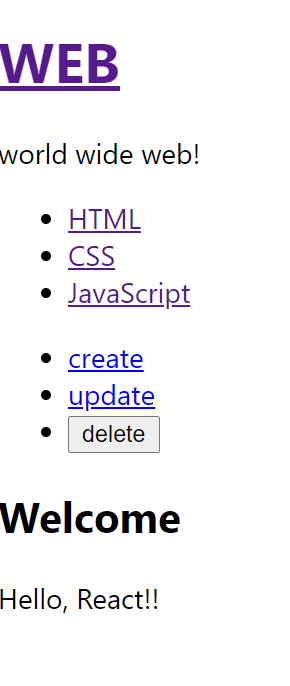 WEB
world wide web!
HTML
CSS
JavaScript
create
update
delete
Welcome
Hello, React!!